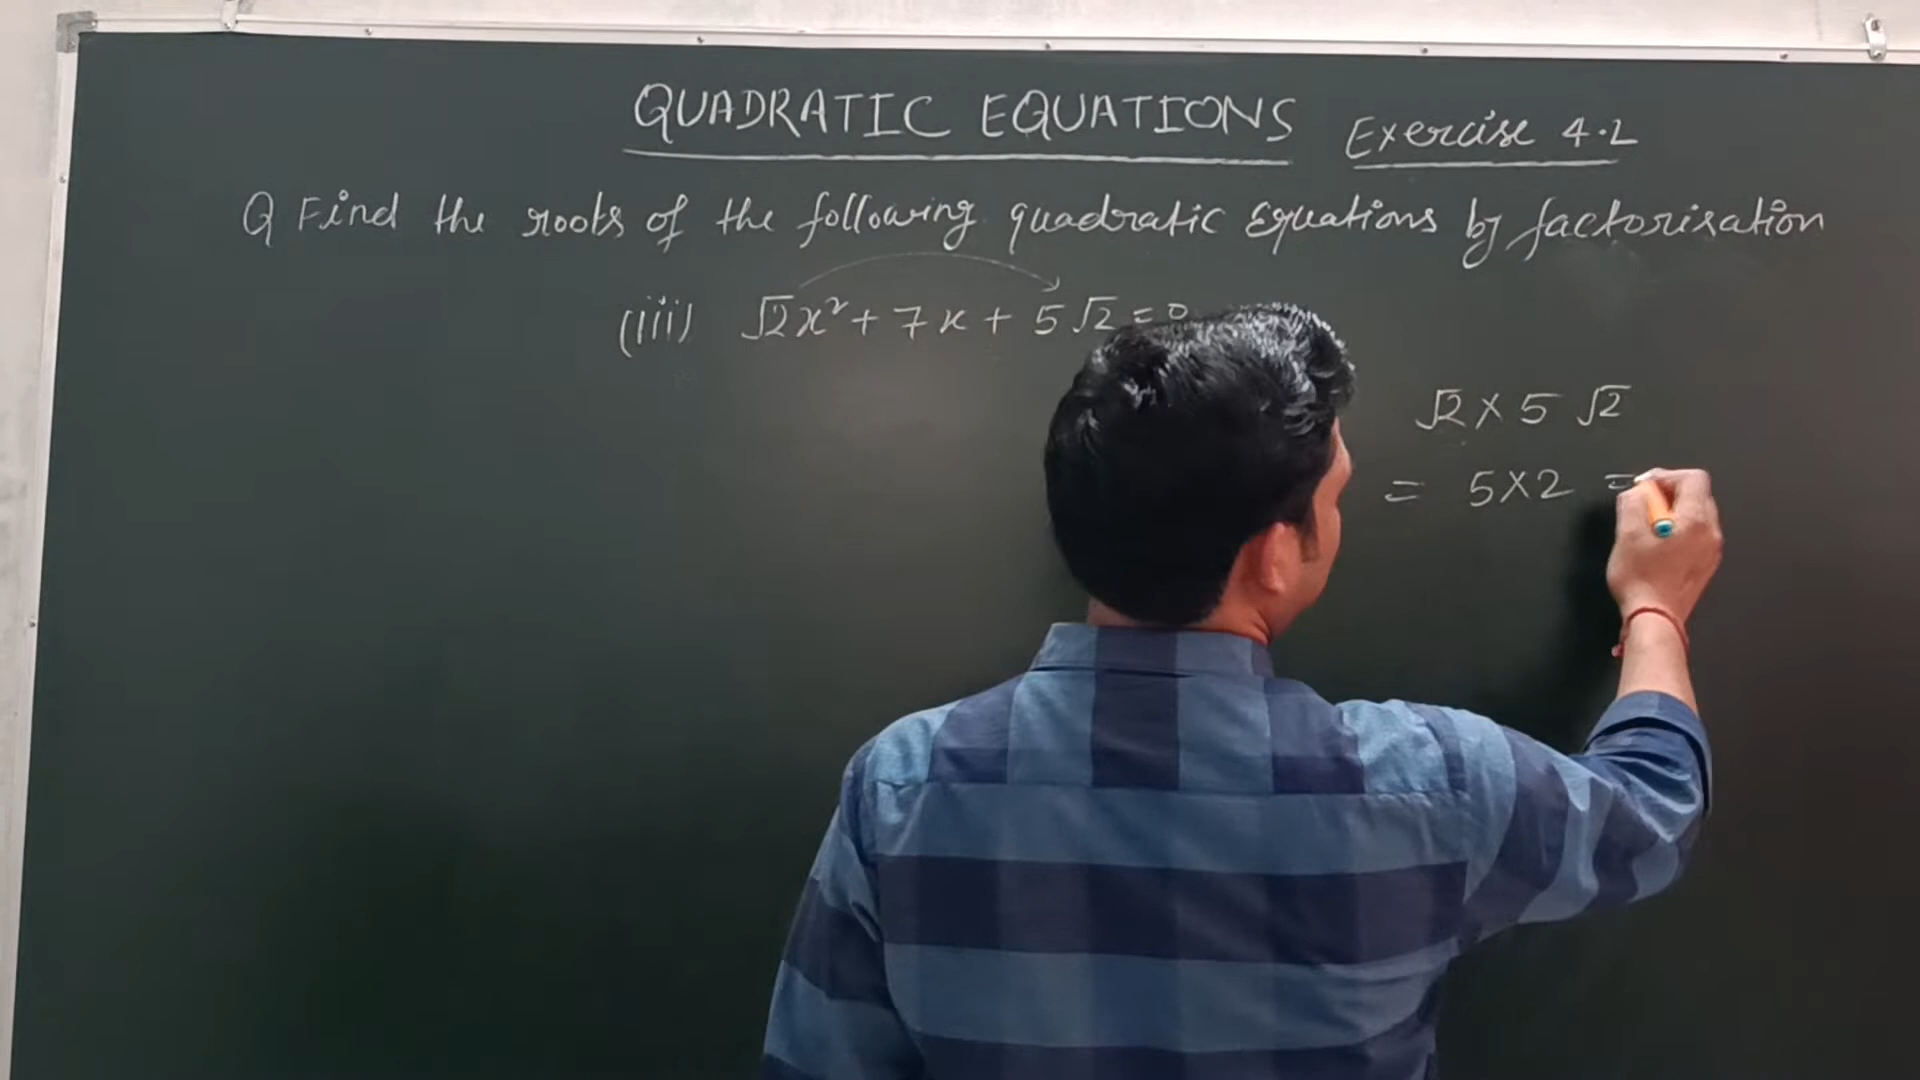 QUADRATIC EQUATIONS Exercise 4.2
Q Find the roots of the following quadratic Equations by factorisation
(iii) √2x² + 7x + 5√2 = 0
√2 × 5 √2
= 5×2 =